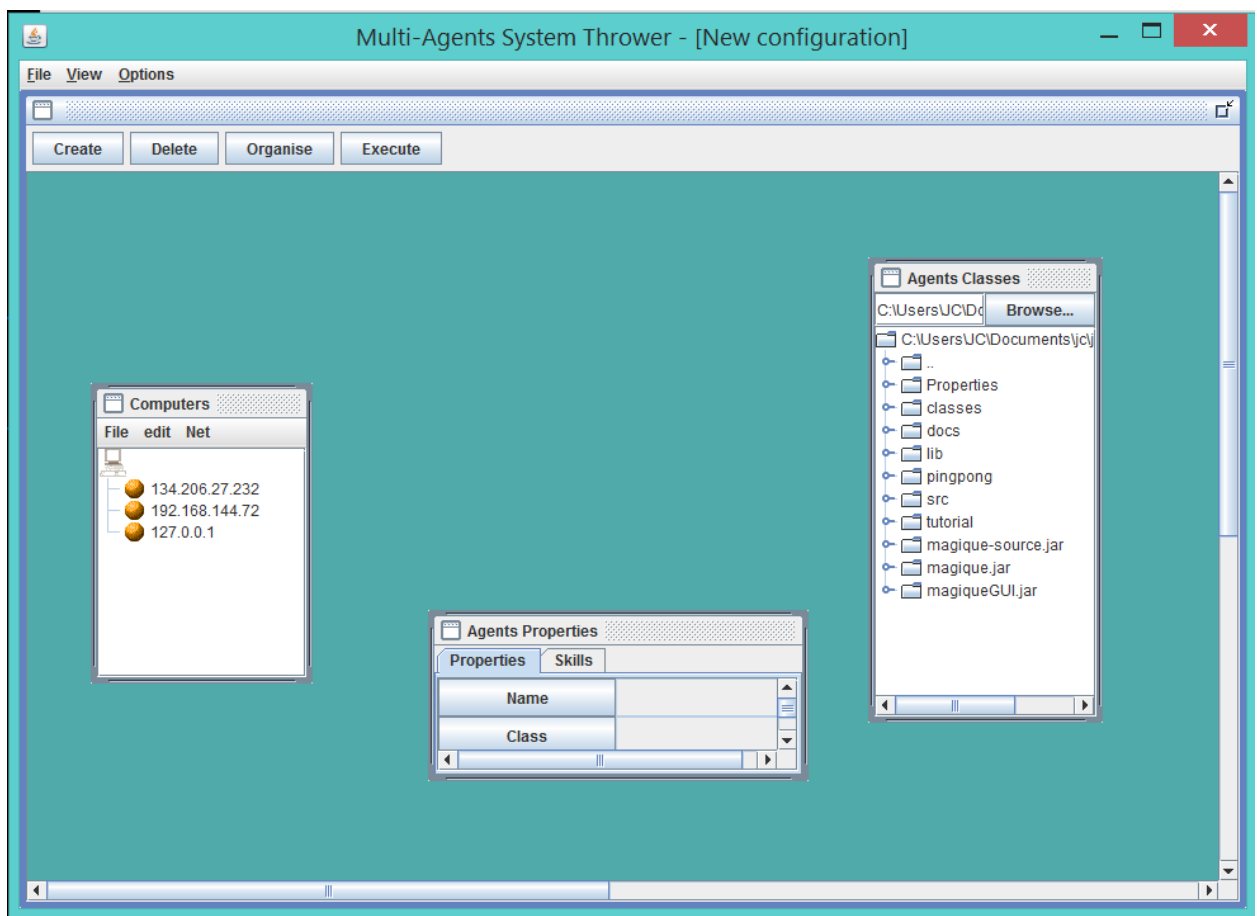 Multi-Agents System Thrower - [New configuration]
File View Options
Create Delete Organise Execute
Agents Classes
C:\Users\JC\Do Browse...
C:\Users\JC\Documents\jc\j
..
Properties
classes
docs
lib
pingpong
src
tutorial
magique-source.jar
magique.jar
magiqueGUI.jar
Computers
File edit Net
134.206.27.232
192.168.144.72
127.0.0.1
Agents Properties
Properties Skills
Name
Class